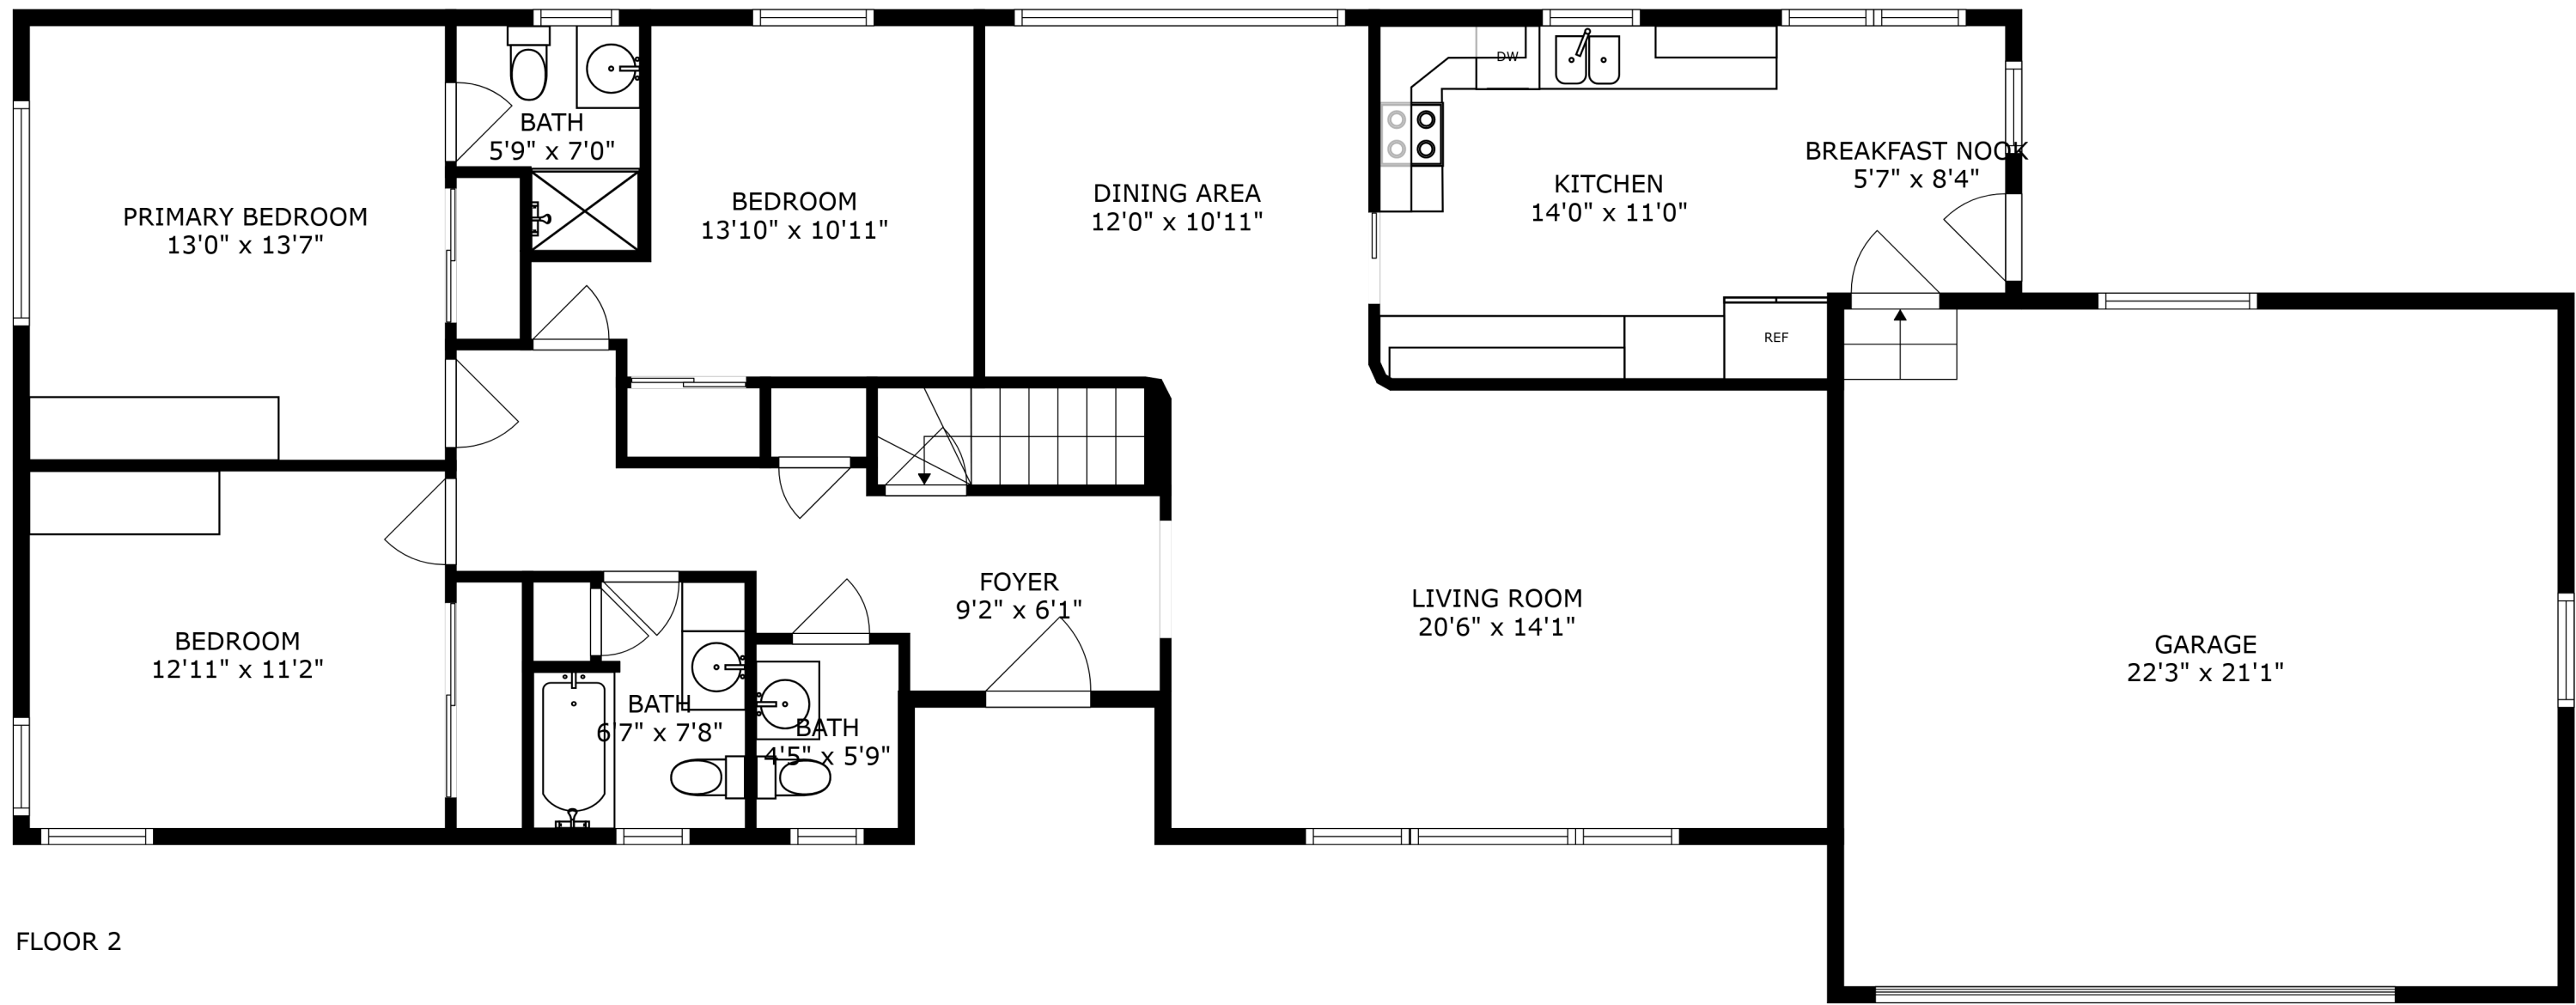 BATH
5'9" x 7'0"
DW
PRIMARY BEDROOM
13'0" x 13'7"
BEDROOM
13'10" x 10'11"
DINING AREA
12'0" x 10'11"
KITCHEN
14'0" x 11'0"
BREAKFAST NOOK
5'7" x 8'4"
REF
BEDROOM
12'11" x 11'2"
BATH
6'7" x 7'8"
BATH
4'5" x 5'9"
FOYER
9'2" x 6'1"
LIVING ROOM
20'6" x 14'1"
GARAGE
22'3" x 21'1"
FLOOR 2